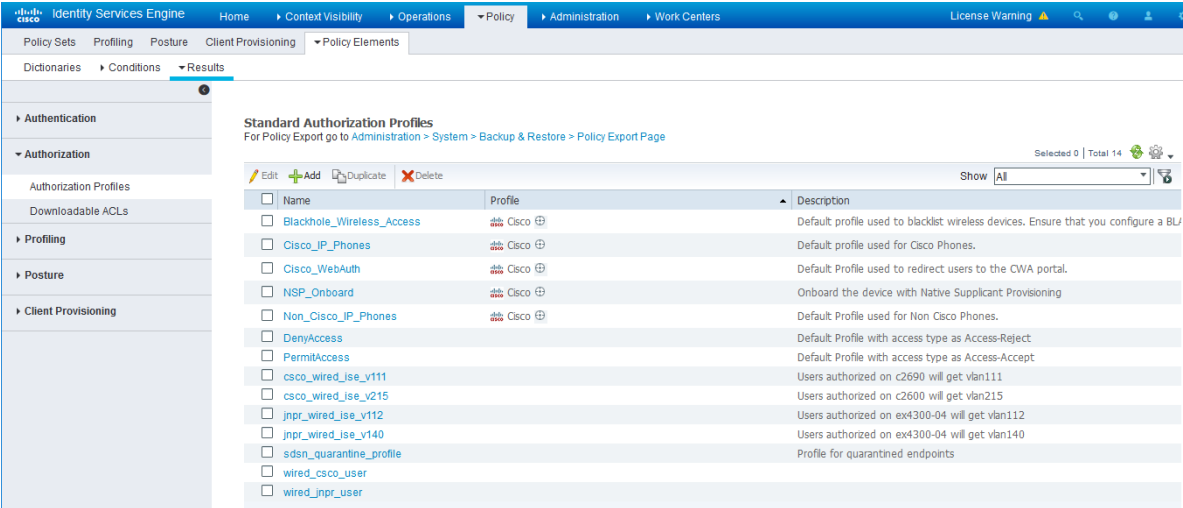 cisco Identity Services Engine Home Context Visibility Operations Policy Administration Work Centers License Warning
Policy Sets Profiling Posture Client Provisioning Policy Elements
Dictionaries Conditions Results
Authentication
Authorization
Authorization Profiles
Downloadable ACLs
Profiling
Posture
Client Provisioning
Standard Authorization Profiles
For Policy Export go to Administration > System > Backup & Restore > Policy Export Page
Selected 0 | Total 14
Edit Add Duplicate Delete Show All
Name Profile Description
Blackhole_Wireless_Access Cisco Default profile used to blacklist wireless devices. Ensure that you configure a BLA
Cisco_IP_Phones Cisco Default profile used for Cisco Phones.
Cisco_WebAuth Cisco Default Profile used to redirect users to the CWA portal.
NSP_Onboard Cisco Onboard the device with Native Supplicant Provisioning
Non_Cisco_IP_Phones Cisco Default Profile used for Non Cisco Phones.
DenyAccess Default Profile with access type as Access-Reject
PermitAccess Default Profile with access type as Access-Accept
csco_wired_ise_v111 Users authorized on c2690 will get vlan111
csco_wired_ise_v215 Users authorized on c2600 will get vlan215
jnpr_wired_ise_v112 Users authorized on ex4300-04 will get vlan112
jnpr_wired_ise_v140 Users authorized on ex4300-04 will get vlan140
sdsn_quarantine_profile Profile for quarantined endpoints
wired_csco_user
wired_jnpr_user